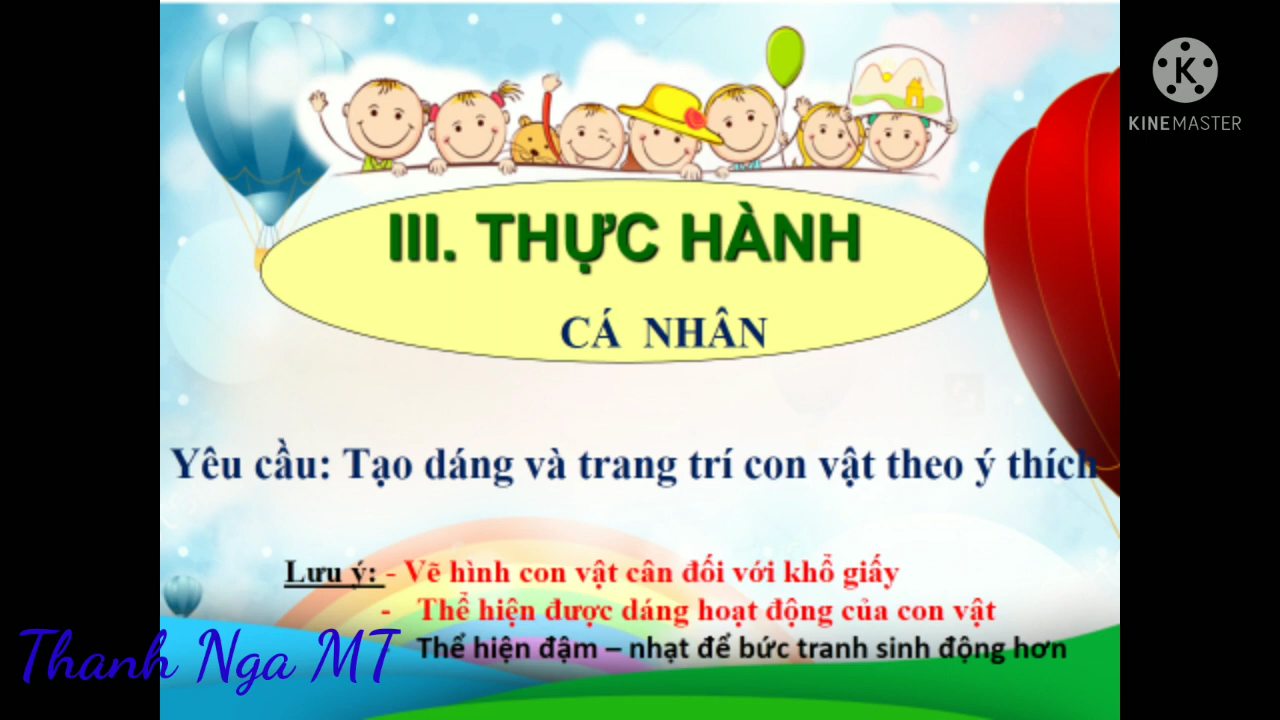 KINEMASTER
III. THỰC HÀNH
CÁ NHÂN
Yêu cầu: Tạo dáng và trang trí con vật theo ý thích
Lưu ý: - Vẽ hình con vật cân đối với khổ giấy
- Thể hiện được dáng hoạt động của con vật
- Thể hiện đậm – nhạt để bức tranh sinh động hơn
Thanh Nga MT